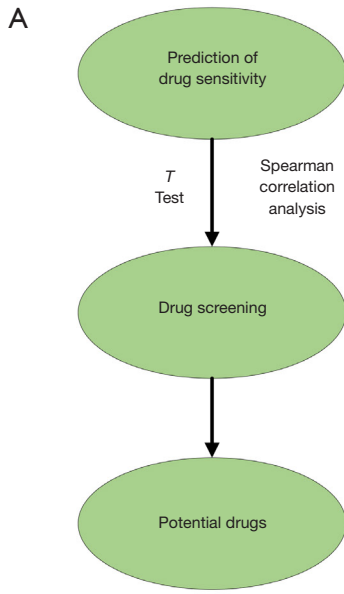 A
Prediction of
drug sensitivity
T
Test
Spearman
correlation
analysis
Drug screening
Potential drugs